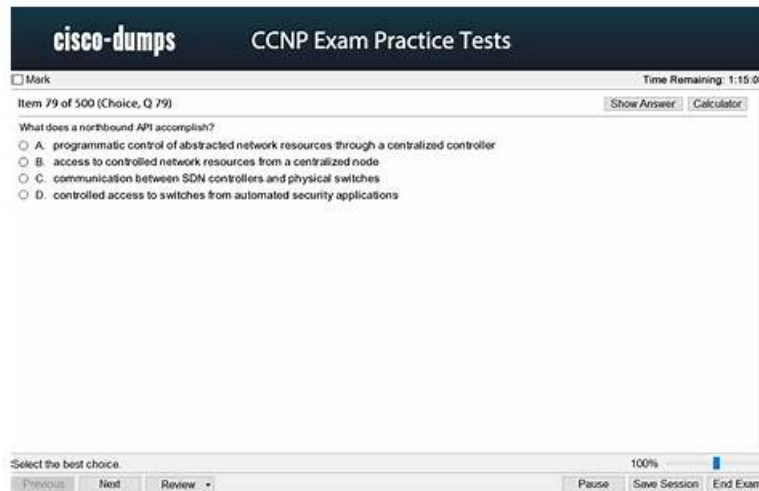 cisco-dumps CCNP Exam Practice Tests
Mark Time Remaining: 1:15:0
Item 79 of 500 (Choice, Q 79) Show Answer Calculator
What does a northbound API accomplish?
A. programmatic control of abstracted network resources through a centralized controller
B. access to controlled network resources from a centralized node
C. communication between SDN controllers and physical switches
D. controlled access to switches from automated security applications
Select the best choice. 100%
Previous Next Review Pause Save Session End Exam